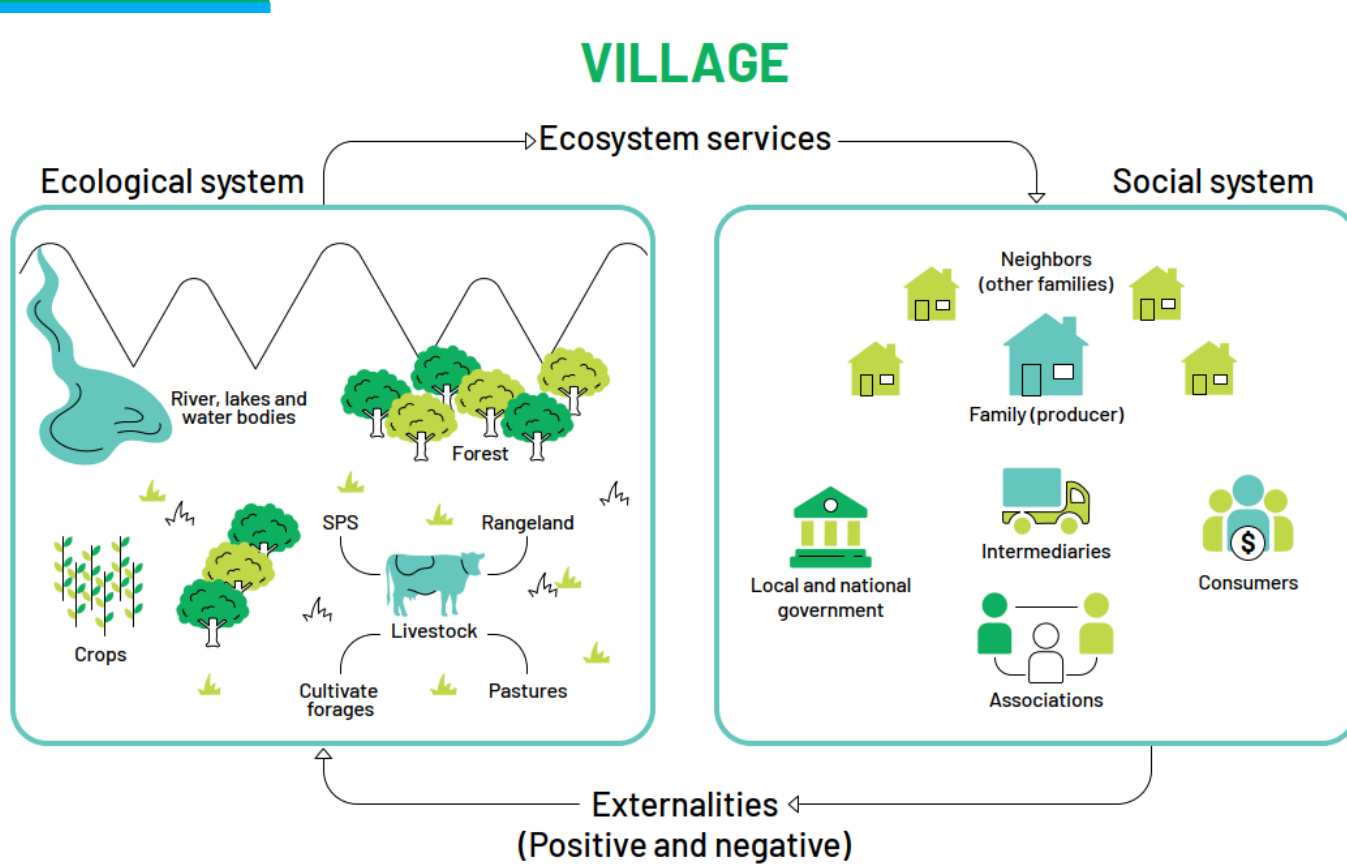 VILLAGE
Ecosystem services
Ecological system
Social system
River, lakes and
water bodies
Forest
SPS
Rangeland
Livestock
Crops
Cultivate
forages
Pastures
Neighbors
(other families)
Family (producer)
Local and national
government
Intermediaries
$
Consumers
Associations
Externalities
(Positive and negative)